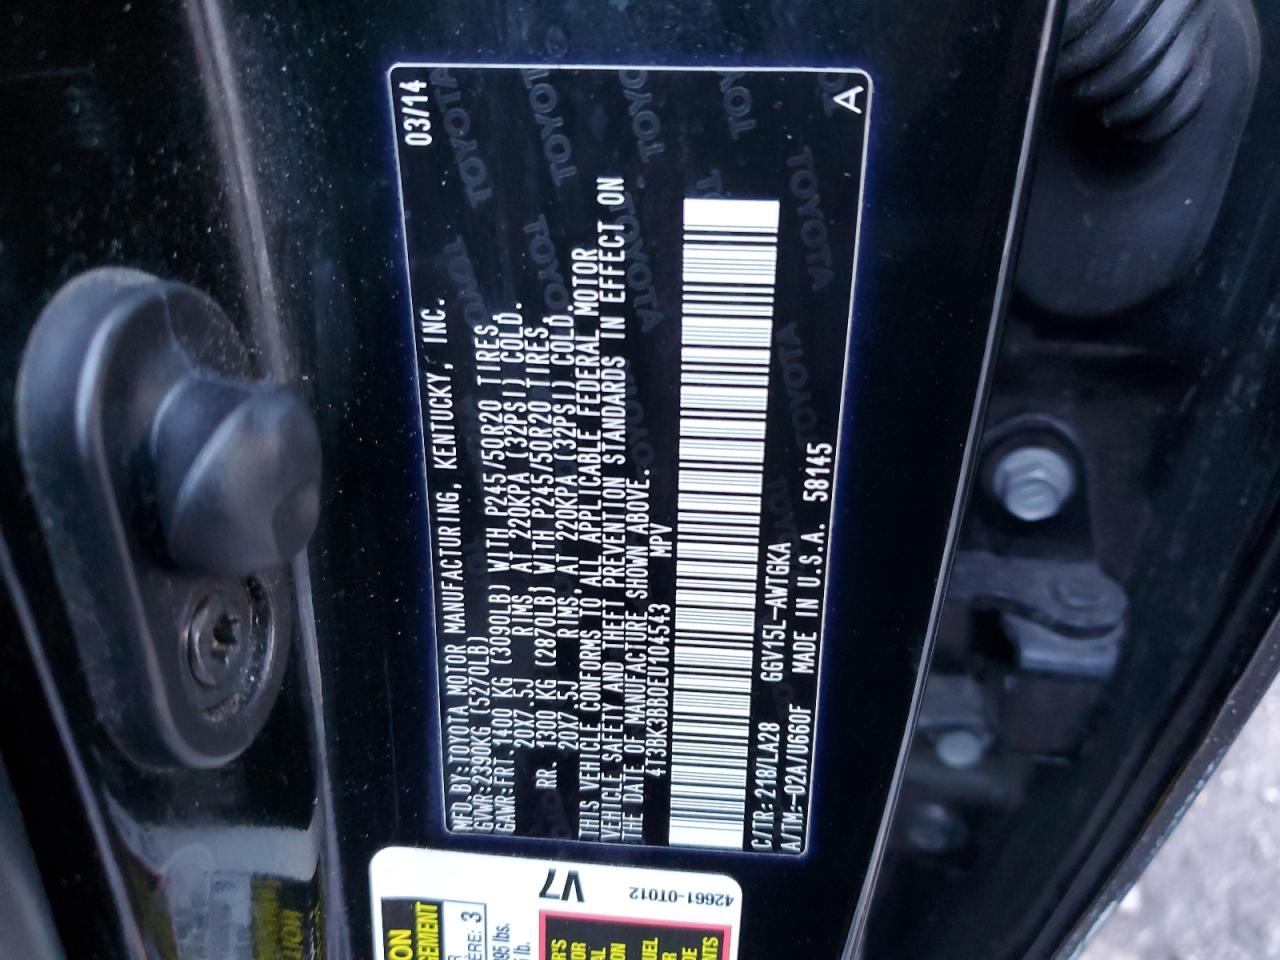 03/14
MFD.BY:TOYOTA MOTOR MANUFACTURING, KENTUCKY, INC.
GVWR:2390KG (5270LB)
GAWR:FRT.1400 KG (3090LB) WITH P245/50R20 TIRES,
20X7.5J RIMS, AT 220KPA (32PSI) COLD.
RR. 1300 KG (2870LB) WITH P245/50R20 TIRES,
20X7.5J RIMS, AT 220KPA (32PSI) COLD.
THIS VEHICLE CONFORMS TO ALL APPLICABLE FEDERAL MOTOR
VEHICLE SAFETY AND THEFT PREVENTION STANDARDS IN EFFECT ON
THE DATE OF MANUFACTURE SHOWN ABOVE.
4T3BK3BB0EU104543 MPV
C/TR:218/LA28 GGV15L-AWTGKA
A/TM:-02A/U660F MADE IN U.S.A. 58145
A
TOYOTA
V7
42661-0T012
3